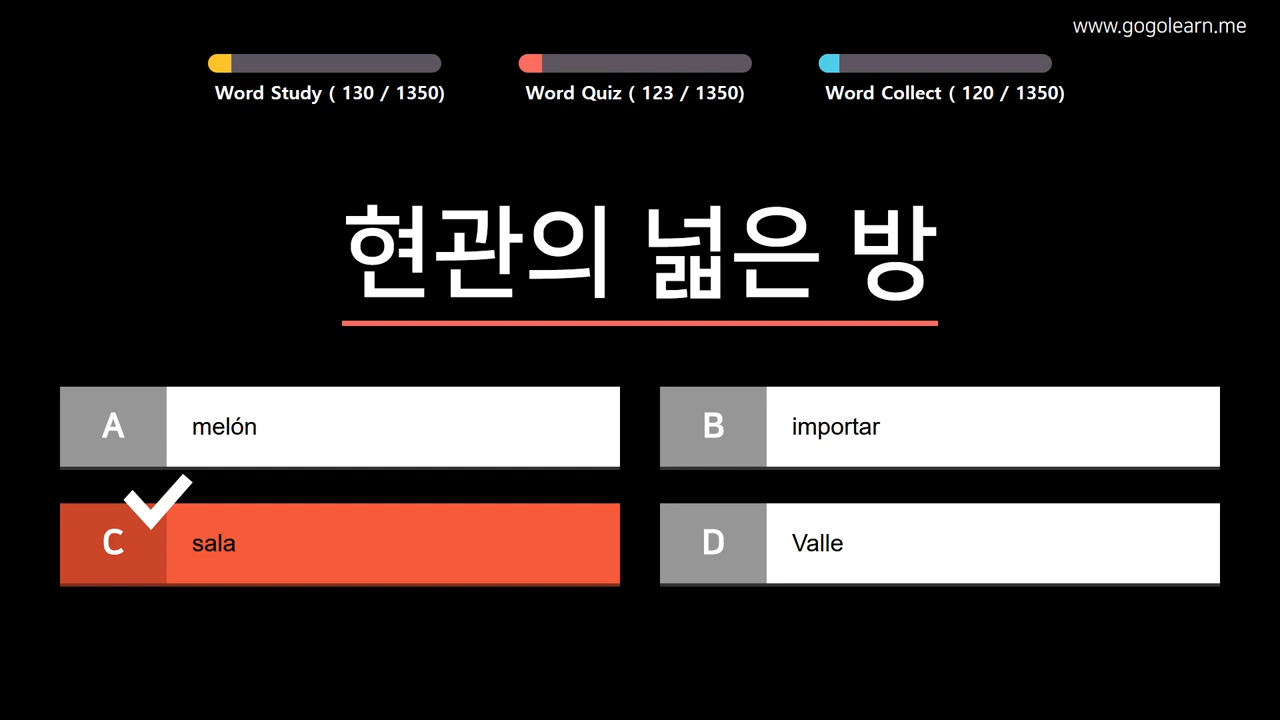 www.gogolearn.me
Word Study ( 130 / 1350)
Word Quiz ( 123 / 1350)
Word Collect ( 120 / 1350)
현관의 넓은 방
A melón
B importar
C sala
D Valle